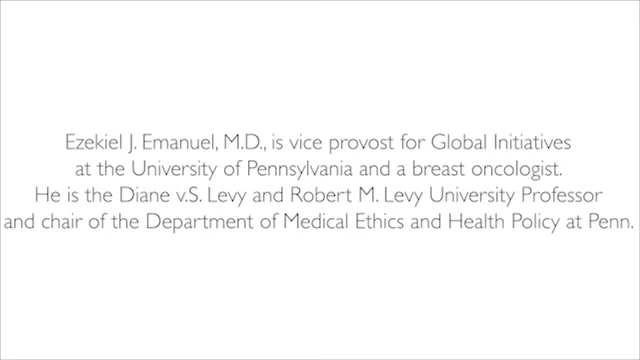 Ezekiel J. Emanuel, M.D., is vice provost for Global Initiatives
at the University of Pennsylvania and a breast oncologist.
He is the Diane v.S. Levy and Robert M. Levy University Professor
and chair of the Department of Medical Ethics and Health Policy at Penn.